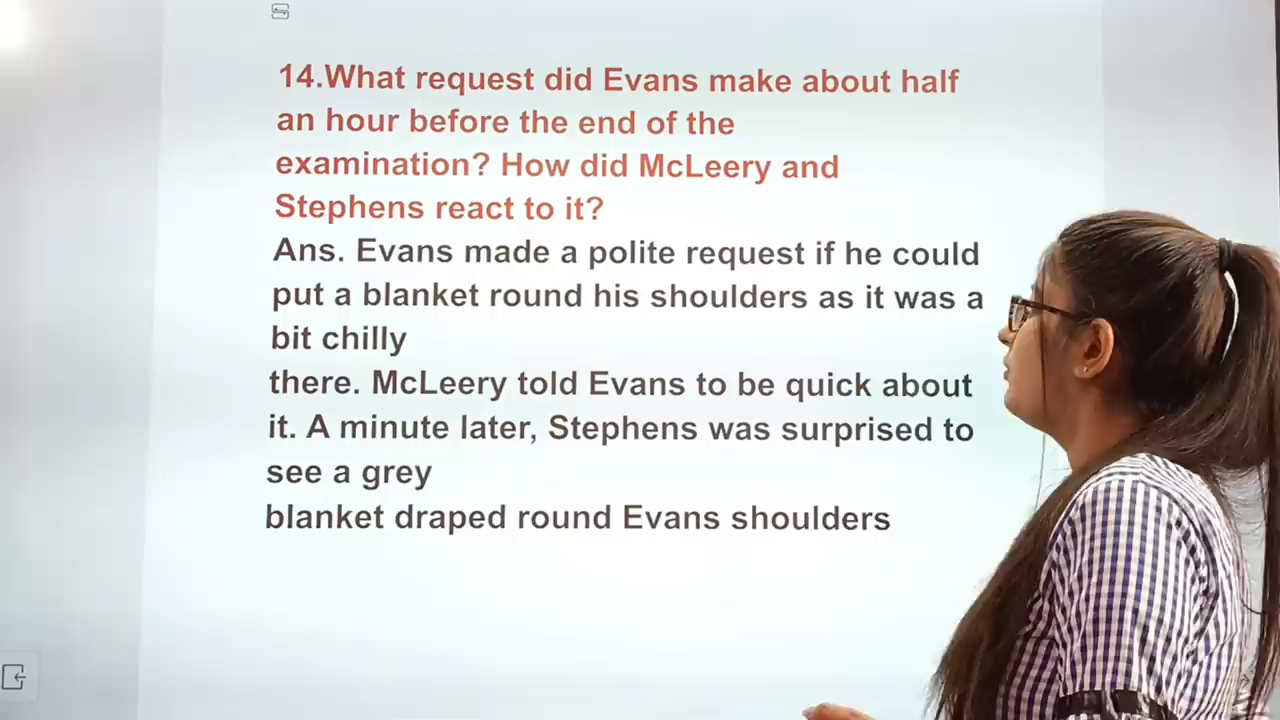 14.What request did Evans make about half
an hour before the end of the
examination? How did McLeery and
Stephens react to it?
Ans. Evans made a polite request if he could
put a blanket round his shoulders as it was a
bit chilly
there. McLeery told Evans to be quick about
it. A minute later, Stephens was surprised to
see a grey
blanket draped round Evans shoulders